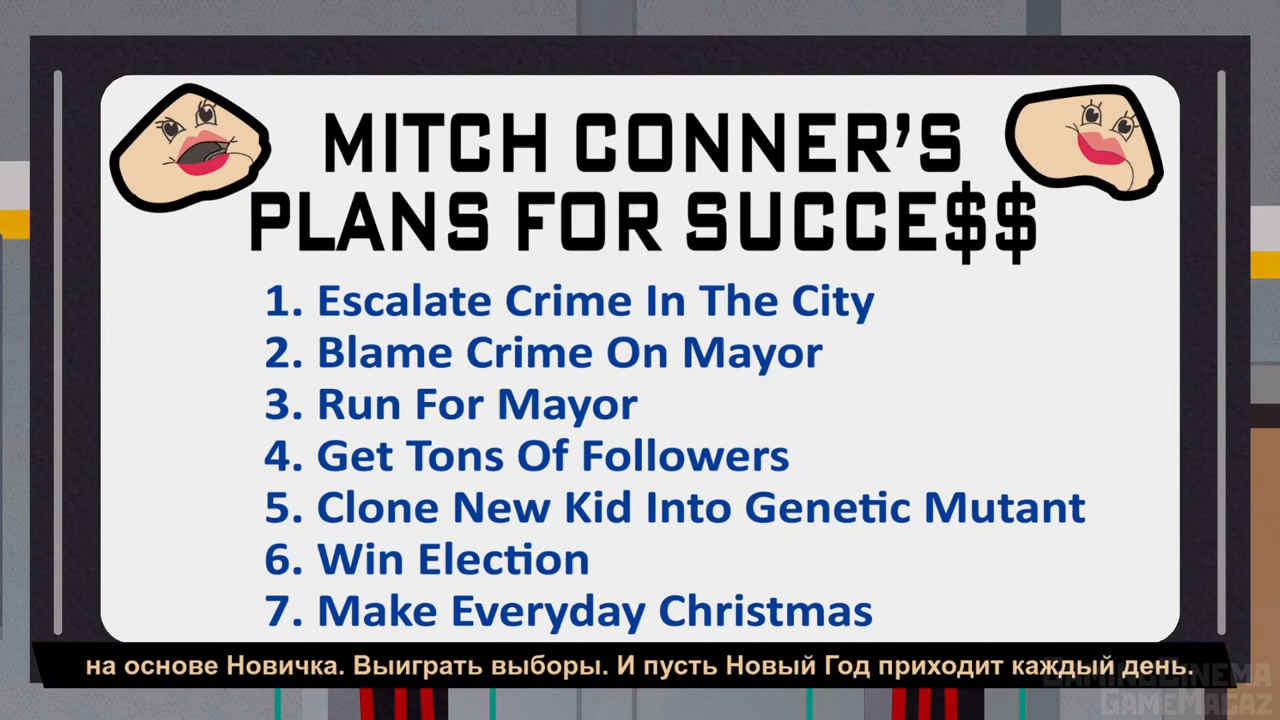 MITCH CONNER'S
PLANS FOR SUCCE$$
1. Escalate Crime In The City
2. Blame Crime On Mayor
3. Run For Mayor
4. Get Tons Of Followers
5. Clone New Kid Into Genetic Mutant
6. Win Election
7. Make Everyday Christmas
на основе Новичка. Выиграть выборы. И пусть Новый Год приходит каждый день.
GAMINGCINEMA
GAMEMAGAZ